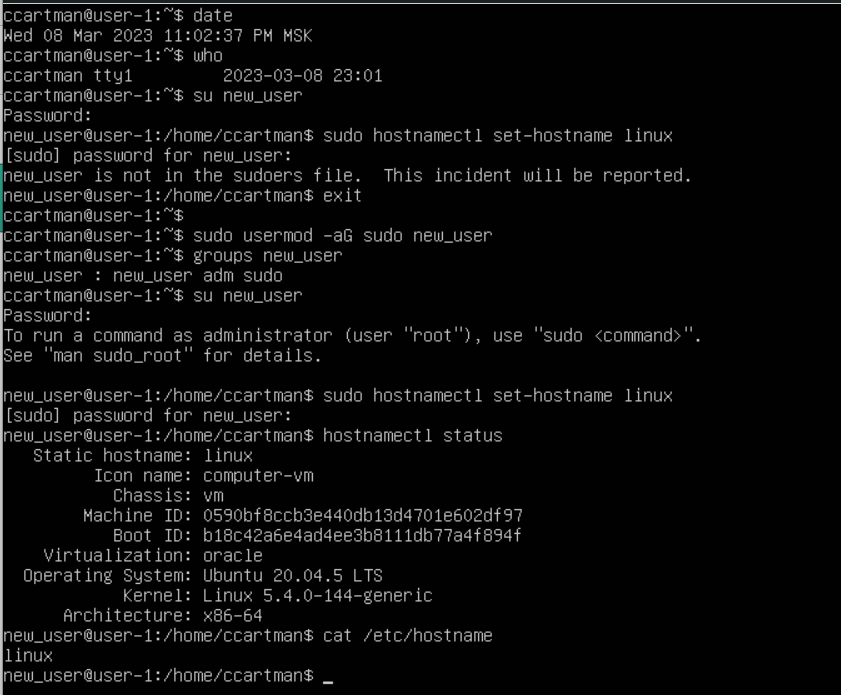 ccartman@user-1:~$ date
Wed 08 Mar 2023 11:02:37 PM MSK
ccartman@user-1:~$ who
ccartman tty1         2023-03-08 23:01
ccartman@user-1:~$ su new_user
Password:
new_user@user-1:/home/ccartman$ sudo hostnamectl set-hostname linux
[sudo] password for new_user:
new_user is not in the sudoers file.  This incident will be reported.
new_user@user-1:/home/ccartman$ exit
ccartman@user-1:~$
ccartman@user-1:~$ sudo usermod -aG sudo new_user
ccartman@user-1:~$ groups new_user
new_user : new_user adm sudo
ccartman@user-1:~$ su new_user
Password:
To run a command as administrator (user "root"), use "sudo <command>".
See "man sudo_root" for details.

new_user@user-1:/home/ccartman$ sudo hostnamectl set-hostname linux
[sudo] password for new_user:
new_user@user-1:/home/ccartman$ hostnamectl status
   Static hostname: linux
         Icon name: computer-vm
           Chassis: vm
        Machine ID: 0590bf8ccb3e440db13d4701e602df97
           Boot ID: b18c42a6e4ad4ee3b8111db77a4f894f
    Virtualization: oracle
  Operating System: Ubuntu 20.04.5 LTS
            Kernel: Linux 5.4.0-144-generic
      Architecture: x86-64
new_user@user-1:/home/ccartman$ cat /etc/hostname
linux
new_user@user-1:/home/ccartman$ _